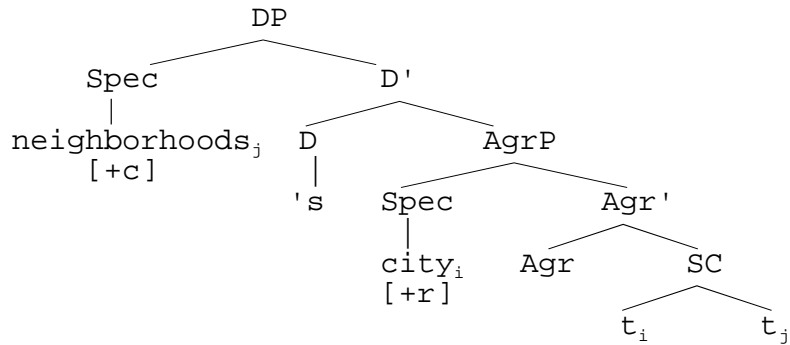 DP
Spec D'
neighborhoods_j D AgrP
[+c]
's Spec Agr'
city_i Agr SC
[+r]
t_i t_j